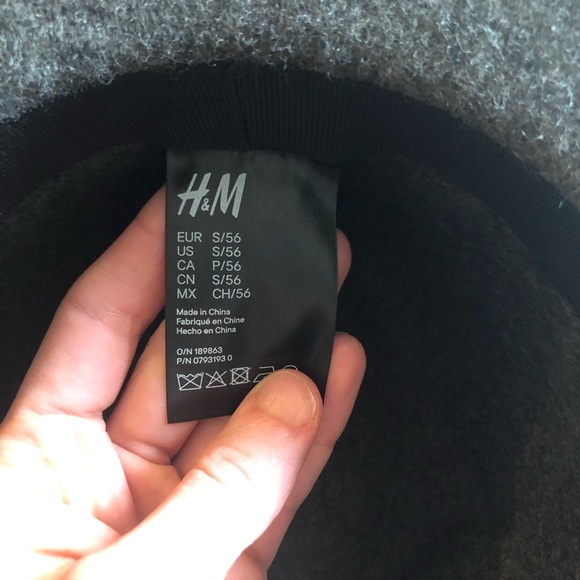 H&M
EUR S/56
US S/56
CA P/56
CN S/56
MX CH/56
Made in China
Fabriqué en Chine
Hecho en China
O/N 189863
P/N 0793193 0